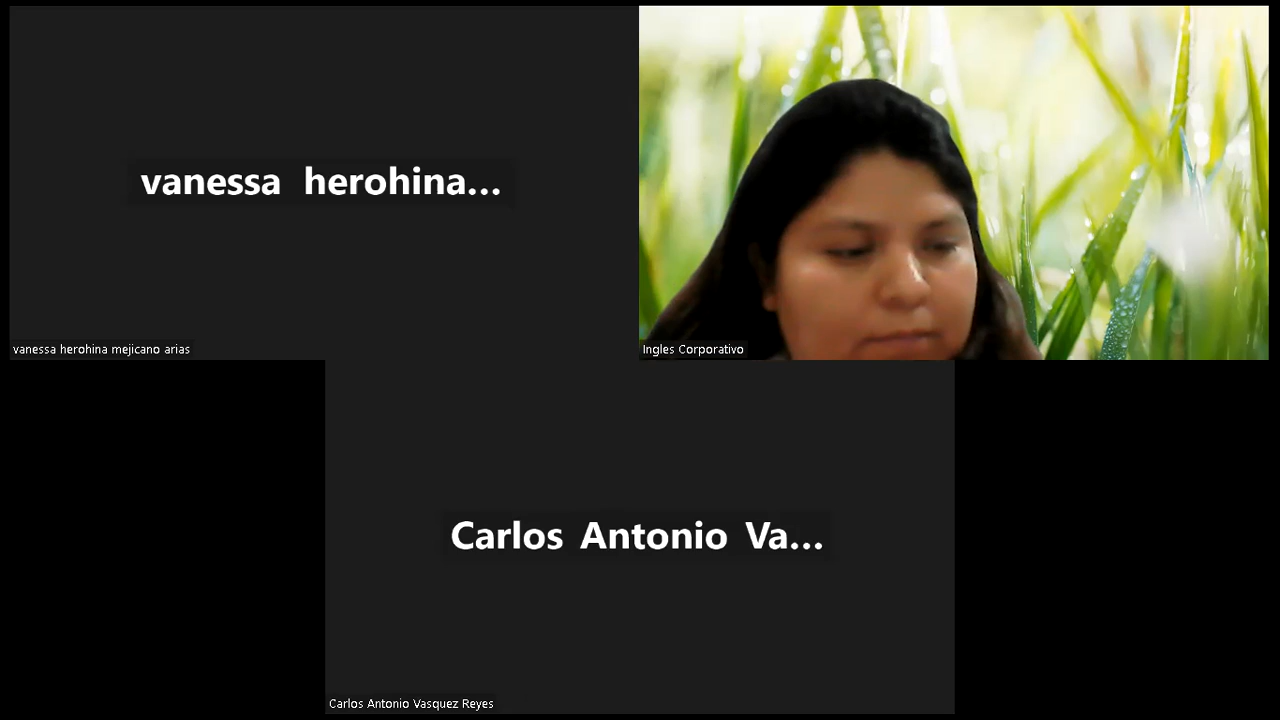 vanessa herohina...
vanessa herohina mejicano arias
Ingles Corporativo
Carlos Antonio Va...
Carlos Antonio Vasquez Reyes